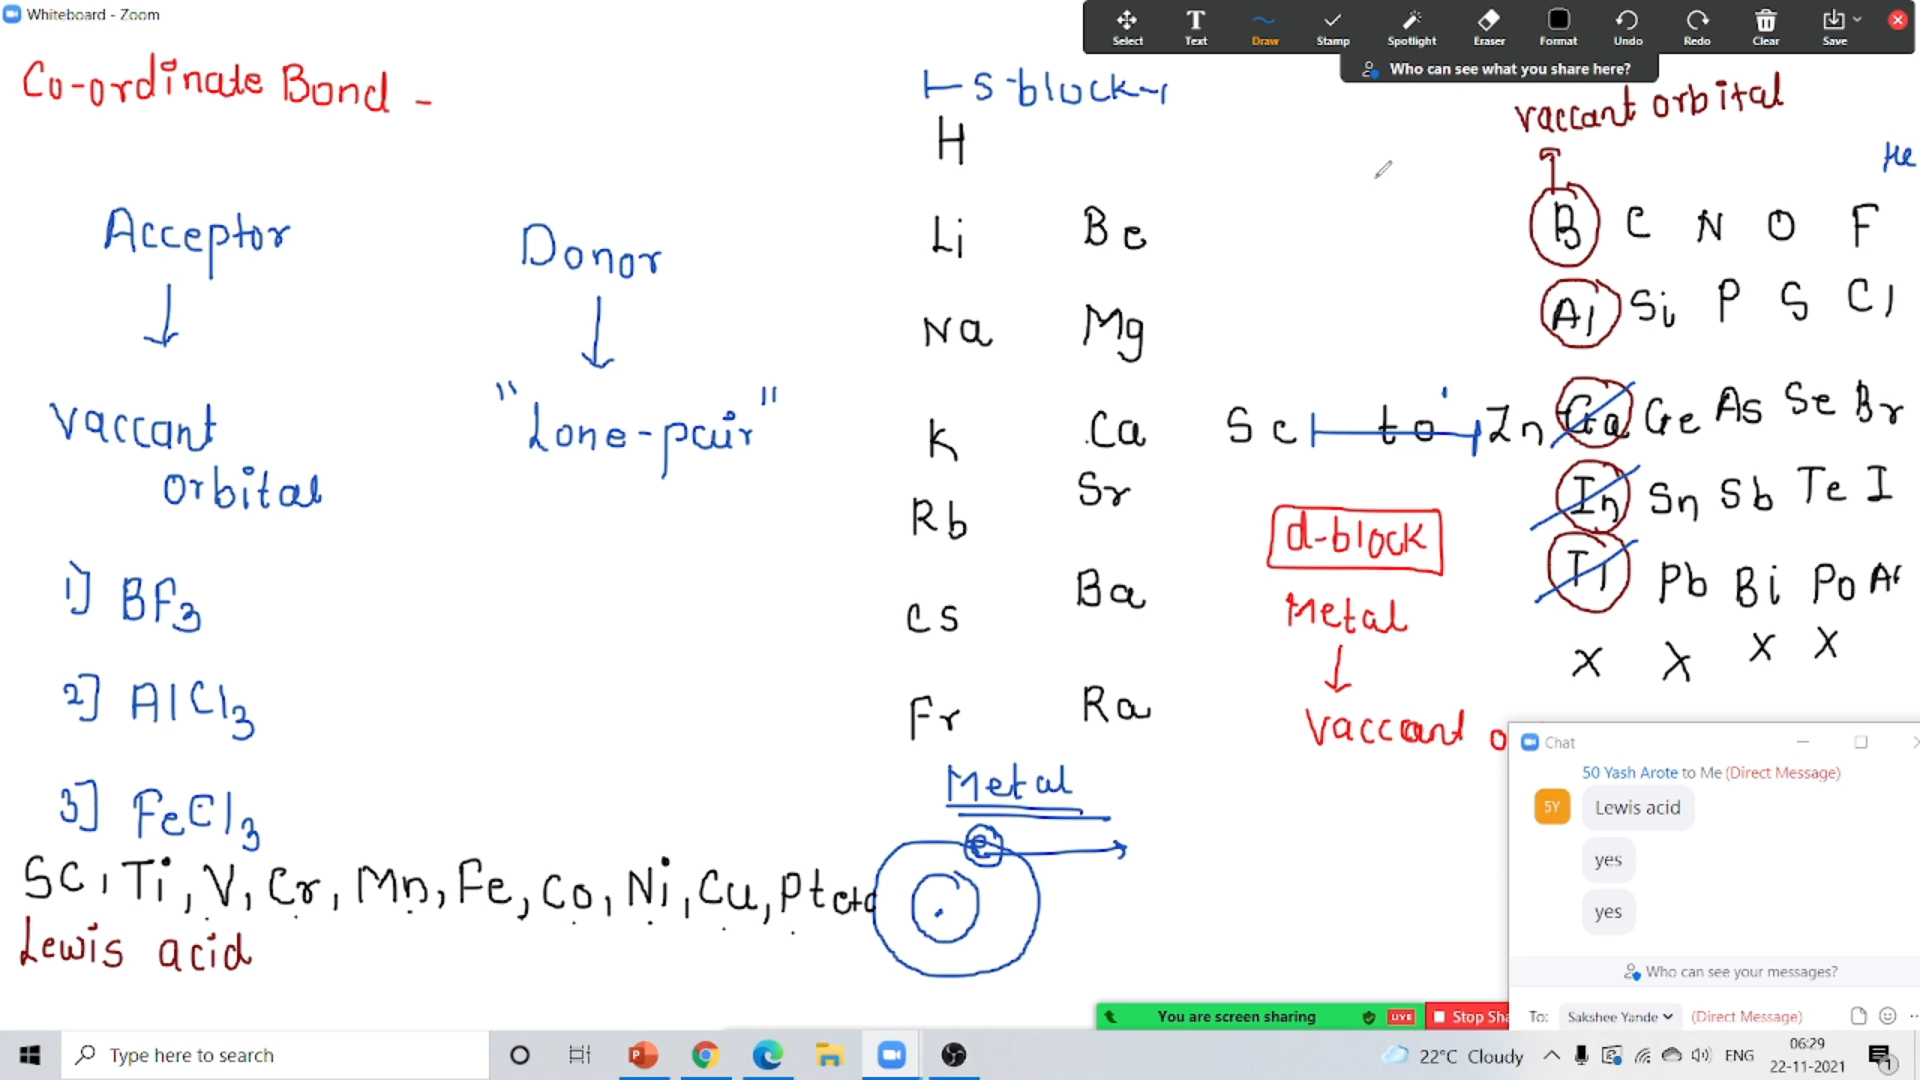 Whiteboard - Zoom
Select Text Draw Stamp Spotlight Eraser Format Undo Redo Clear Save
Who can see what you share here?
Co-ordinate Bond -
Acceptor
Vaccant
orbital
1] BF3
2] AlCl3
3] FeCl3
Sc, Ti, V, Cr, Mn, Fe, Co, Ni, Cu, Pt etc
Lewis acid
Donor
"Lone-pair"
s-block
H
Li Be
Na Mg
K Ca
Rb Sr
Cs Ba
Fr Ra
Metal
e
Sc to Zn
d-block
Metal
Vaccant o
vaccant orbital
He
B C N O F
Al Si P S Cl
Ga Ge As Se Br
In Sn Sb Te I
Tl Pb Bi Po At
X X X X
Chat
50 Yash Arote to Me (Direct Message)
5Y
Lewis acid
yes
yes
Who can see your messages?
To: Sakshee Yande (Direct Message)
You are screen sharing LIVE Stop Sha
Type here to search
22°C Cloudy
ENG
06:29
22-11-2021
1